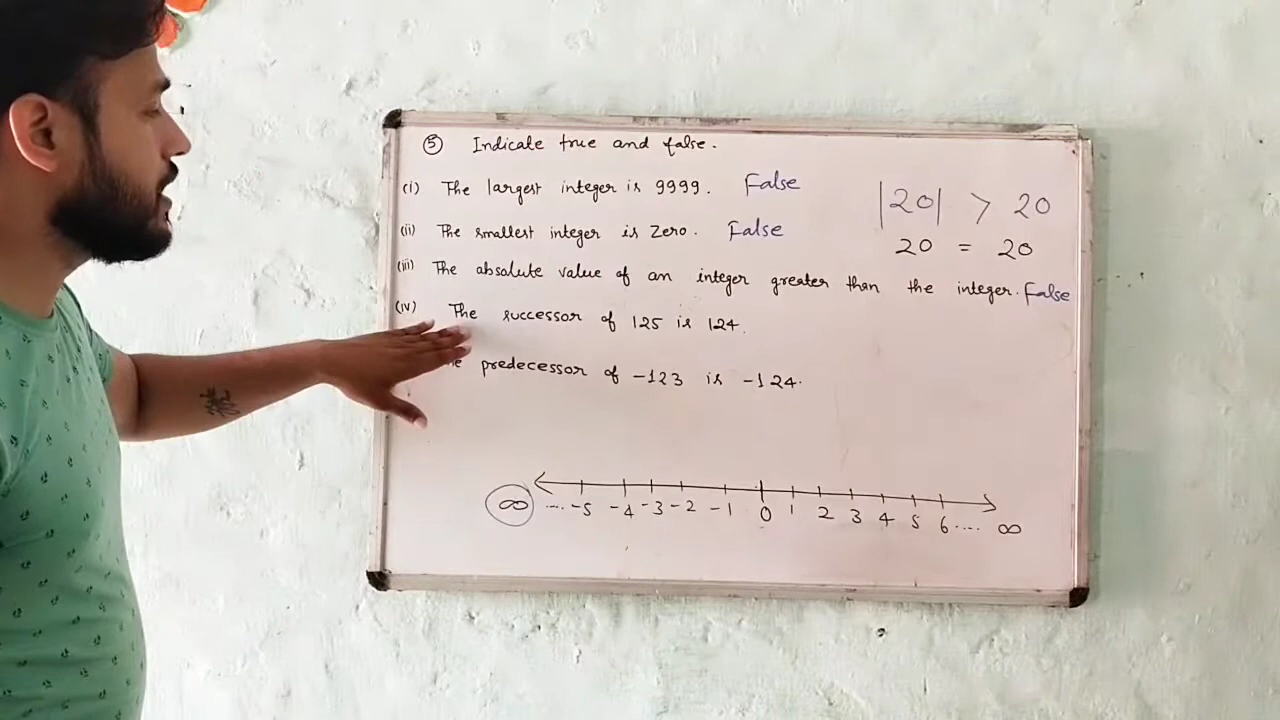 ⑤ Indicate true and false.
(i) The largest integer is 9999. False
|20| > 20
(ii) The smallest integer is Zero. False
20 = 20
(iii) The absolute value of an integer greater than the integer. False
(iv) The successor of 125 is 124.
predecessor of -123 is -124.
∞ .... -5 -4 -3 -2 -1 0 1 2 3 4 5 6 .... ∞